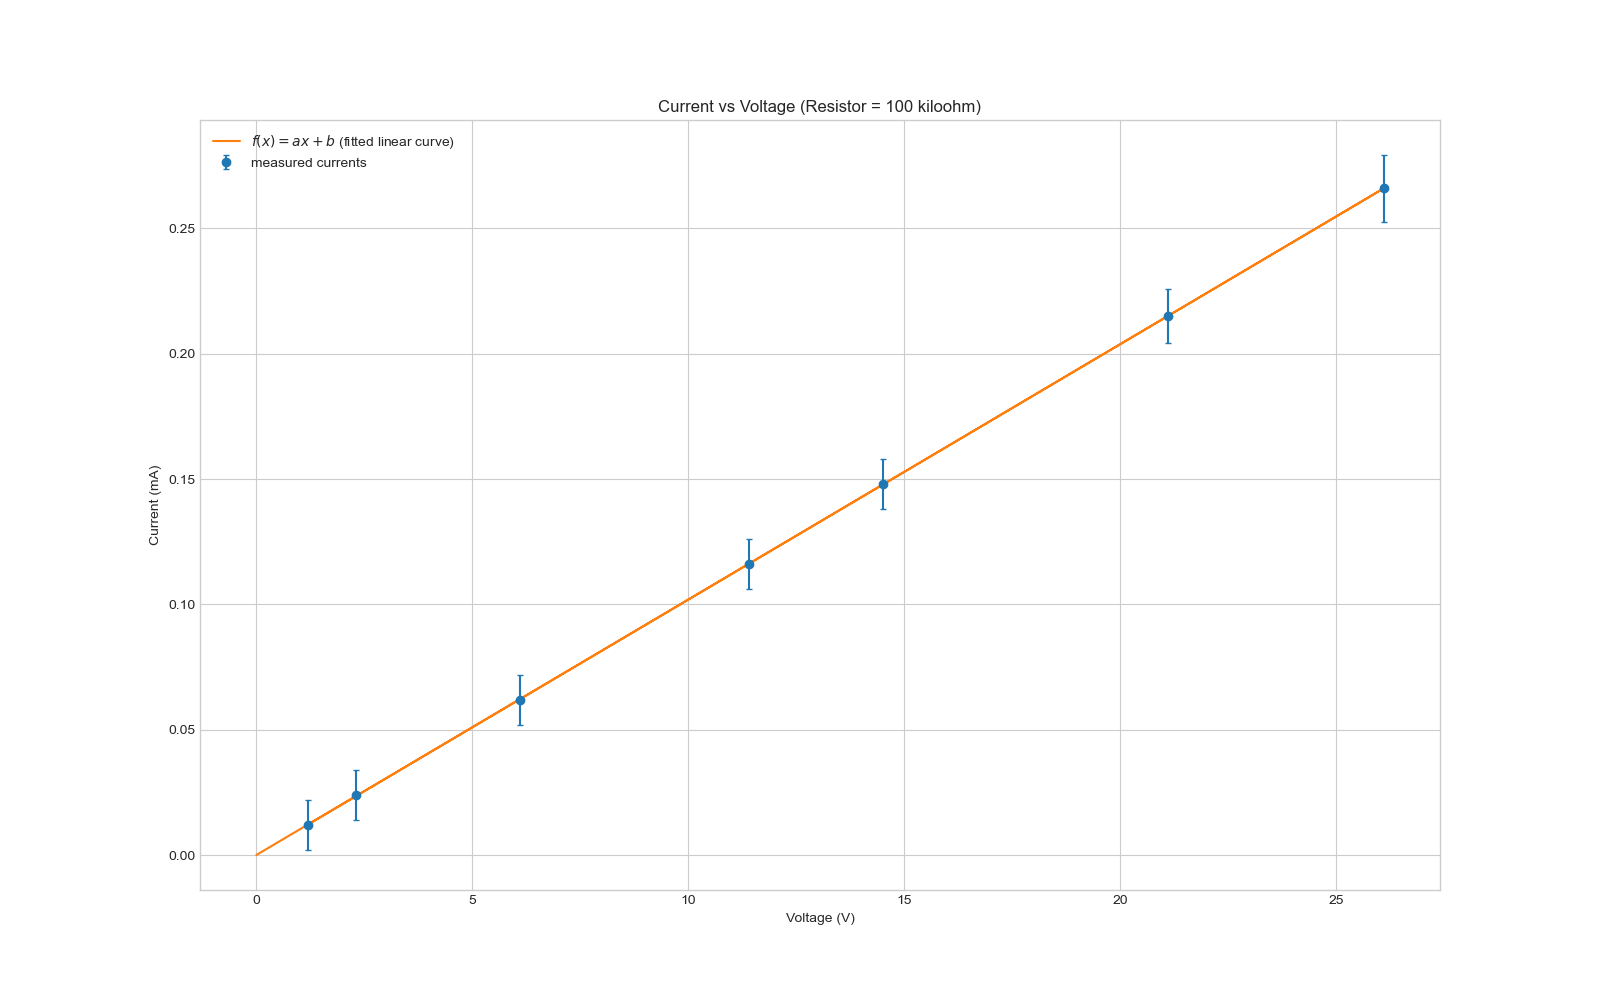 Current vs Voltage (Resistor = 100 kiloohm)
f(x) = ax + b (fitted linear curve)
measured currents
0.25
0.20
0.15
0.10
0.05
0.00
Current (mA)
0 5 10 15 20 25
Voltage (V)